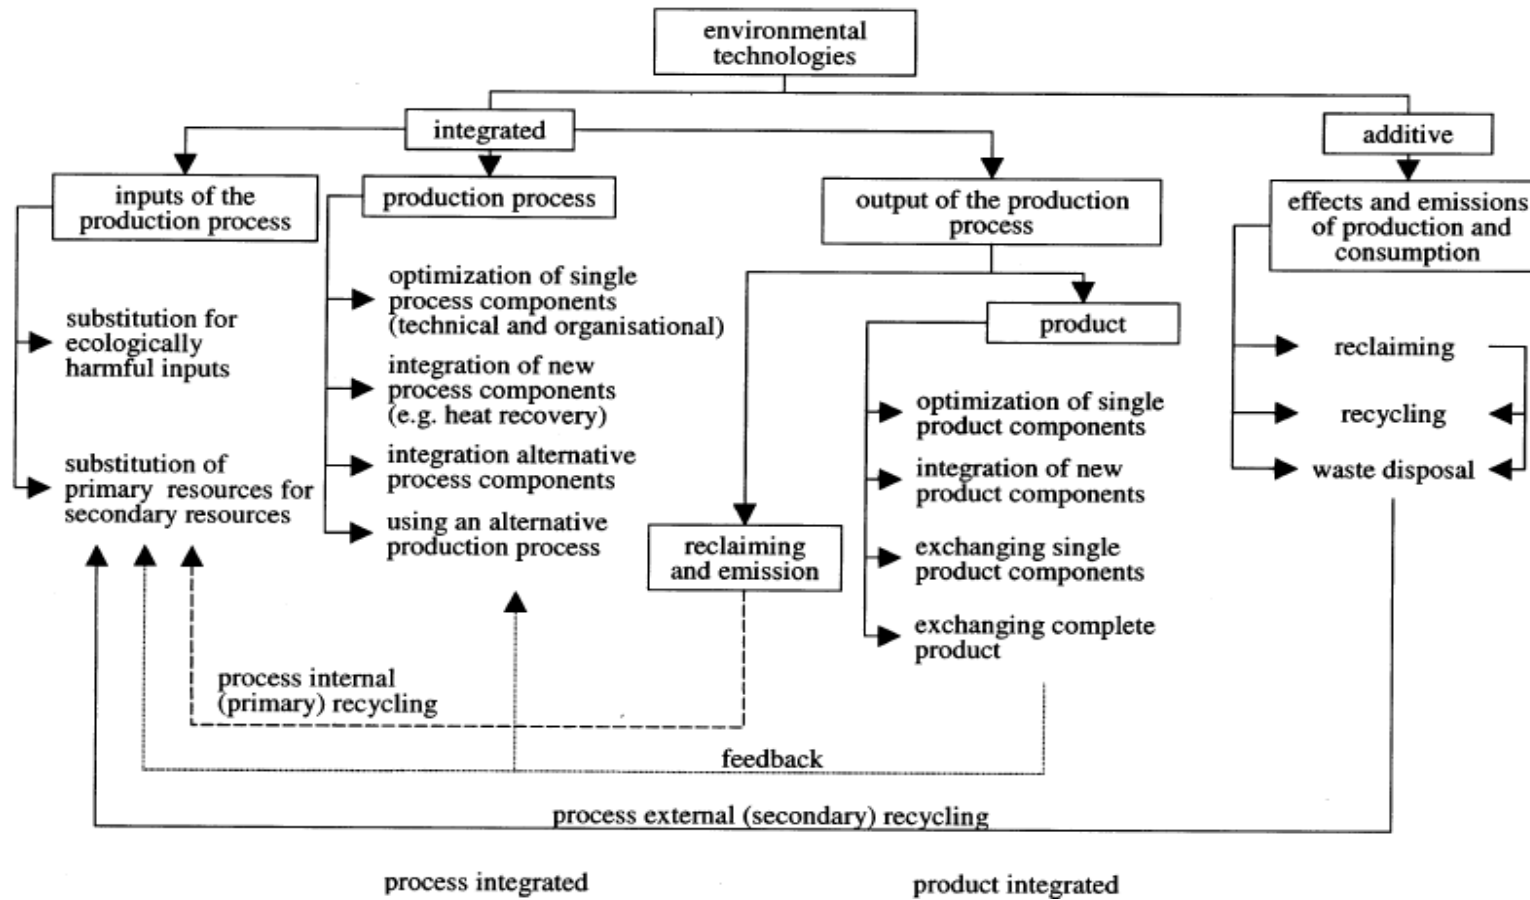 environmental
technologies
integrated
additive
inputs of the
production process
production process
output of the production
process
effects and emissions
of production and
consumption
substitution for
ecologically
harmful inputs
substitution of
primary resources for
secondary resources
optimization of single
process components
(technical and organisational)
integration of new
process components
(e.g. heat recovery)
integration alternative
process components
using an alternative
production process
reclaiming
and emission
product
optimization of single
product components
integration of new
product components
exchanging single
product components
exchanging complete
product
reclaiming
recycling
waste disposal
process internal
(primary) recycling
feedback
process external (secondary) recycling
process integrated
product integrated